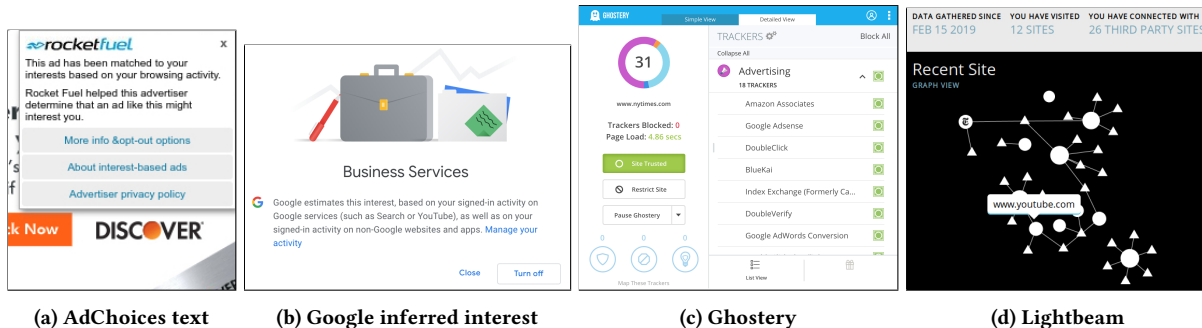 rocketfuel
x
This ad has been matched to your
interests based on your browsing activity.
Rocket Fuel helped this advertiser
determine that an ad like this might
interest you.
More info &opt-out options
About interest-based ads
Advertiser privacy policy
ck Now
DISCOVER
(a) AdChoices text
Business Services
Google estimates this interest, based on your signed-in activity on
Google services (such as Search or YouTube), as well as on your
signed-in activity on non-Google websites and apps. Manage your
activity
Close
Turn off
(b) Google inferred interest
GHOSTERY
Simple View
Detailed View
31
www.nytimes.com
Trackers Blocked: 0
Page Load: 4.86 secs
Site Trusted
Restrict Site
Pause Ghostery
0 0 0
Map These Trackers
TRACKERS
Block All
Collapse All
Advertising
18 TRACKERS
Amazon Associates
Google Adsense
DoubleClick
BlueKai
Index Exchange (Formerly Ca...
DoubleVerify
Google AdWords Conversion
List View
(c) Ghostery
DATA GATHERED SINCE YOU HAVE VISITED YOU HAVE CONNECTED WITH
FEB 15 2019 12 SITES 26 THIRD PARTY SITES
Recent Site
GRAPH VIEW
www.youtube.com
(d) Lightbeam